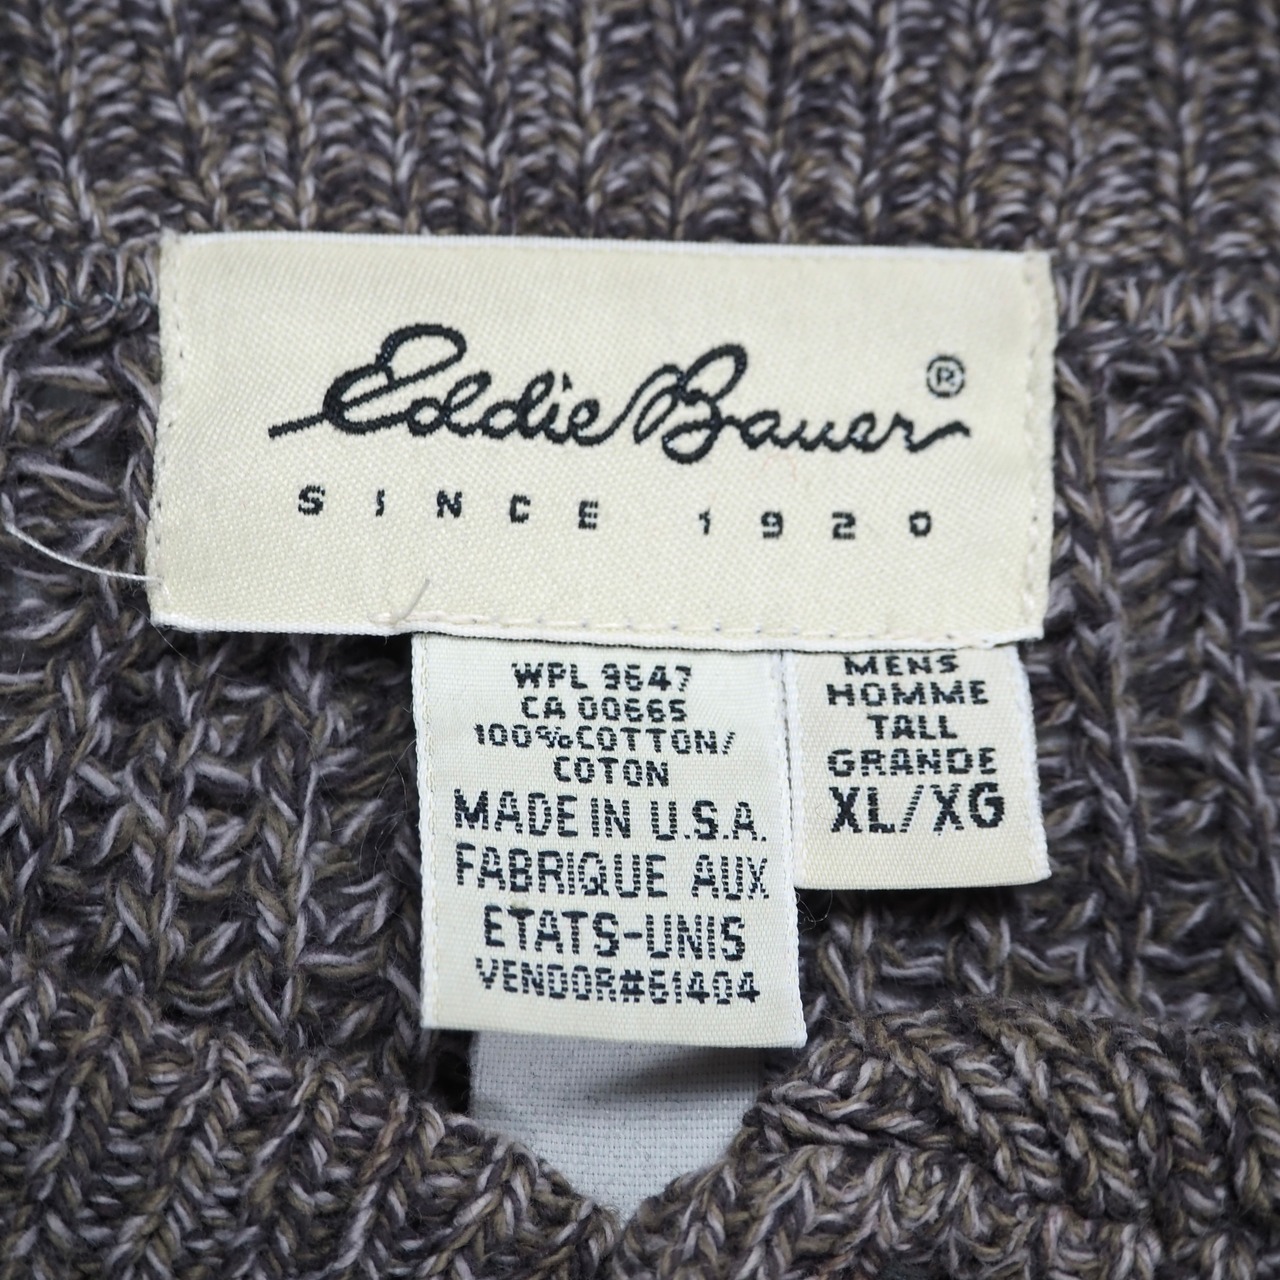 Eddie Bauer ®
SINCE 1920
WPL 9647
CA 00665
100%COTTON/
COTON
MADE IN U.S.A.
FABRIQUE AUX
ETATS-UNIS
VENDOR#61404
MENS
HOMME
TALL
GRANDE
XL/XG